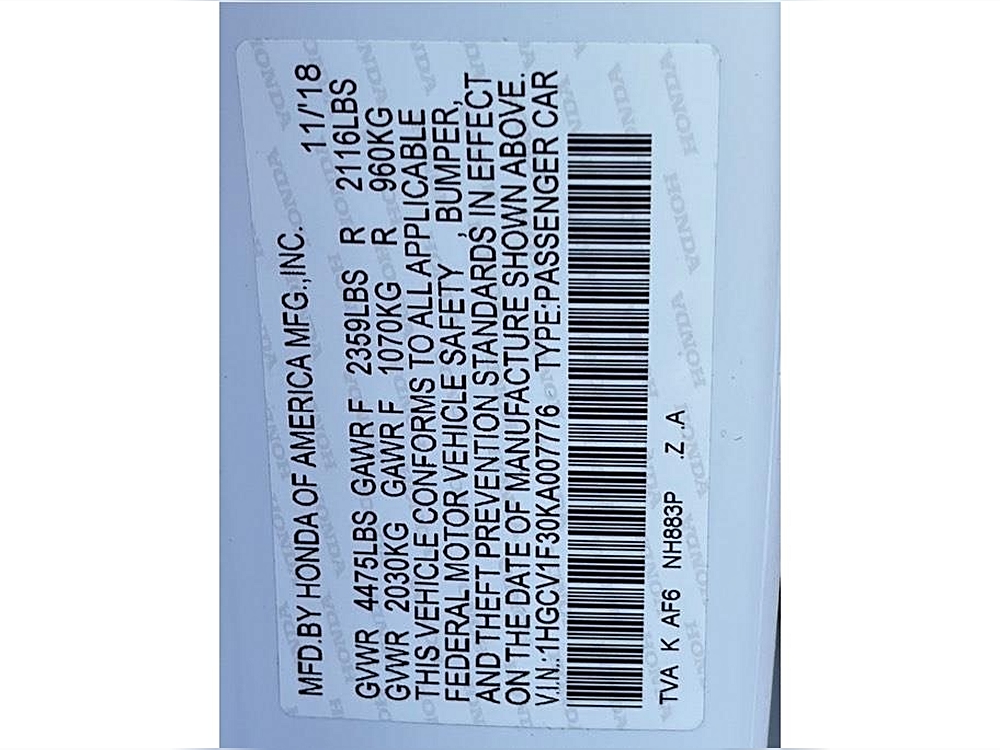 MFD.BY HONDA OF AMERICA MFG.,INC. 11/'18
GVWR 4475LBS GAWR F 2359LBS R 2116LBS
GVWR 2030KG GAWR F 1070KG R 960KG
THIS VEHICLE CONFORMS TO ALL APPLICABLE
FEDERAL MOTOR VEHICLE SAFETY , BUMPER,
AND THEFT PREVENTION STANDARDS IN EFFECT
ON THE DATE OF MANUFACTURE SHOWN ABOVE.
V.I.N.:1HGCV1F30KA007776 TYPE:PASSENGER CAR
TVA K AF6 NH883P .Z .A